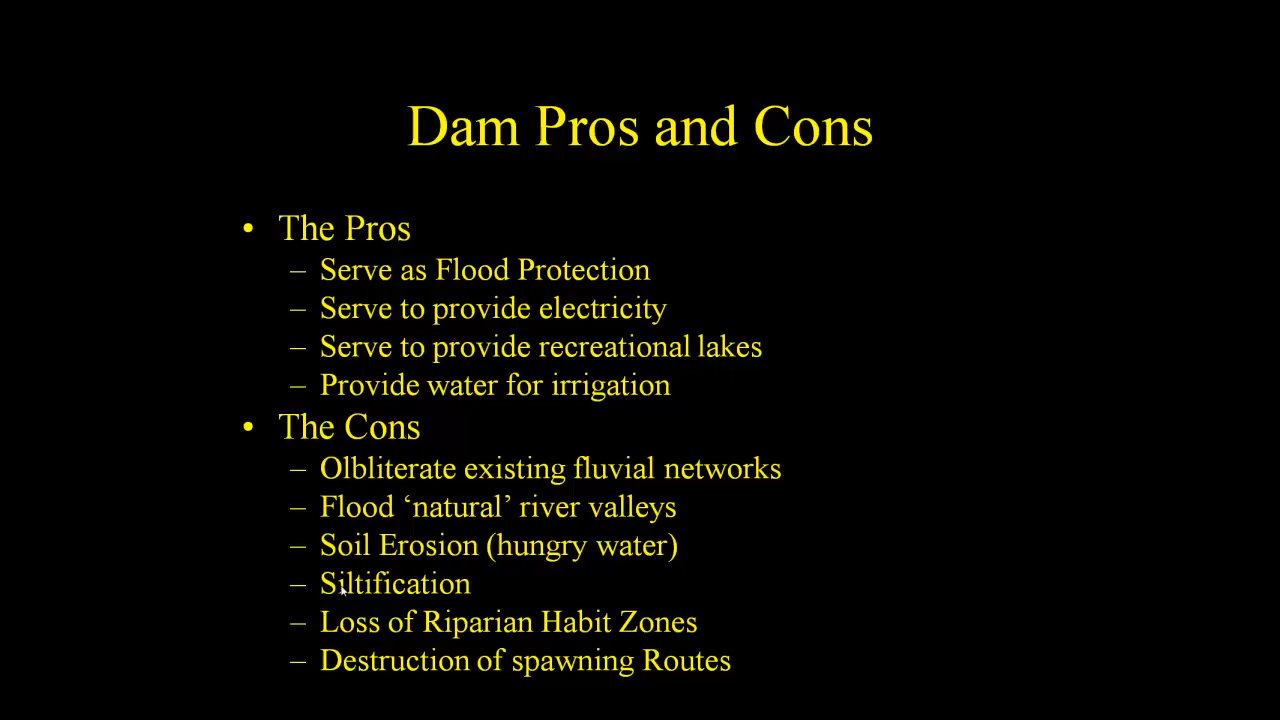 Dam Pros and Cons
• The Pros
– Serve as Flood Protection
– Serve to provide electricity
– Serve to provide recreational lakes
– Provide water for irrigation
• The Cons
– Olbliterate existing fluvial networks
– Flood ‘natural’ river valleys
– Soil Erosion (hungry water)
– Siltification
– Loss of Riparian Habit Zones
– Destruction of spawning Routes